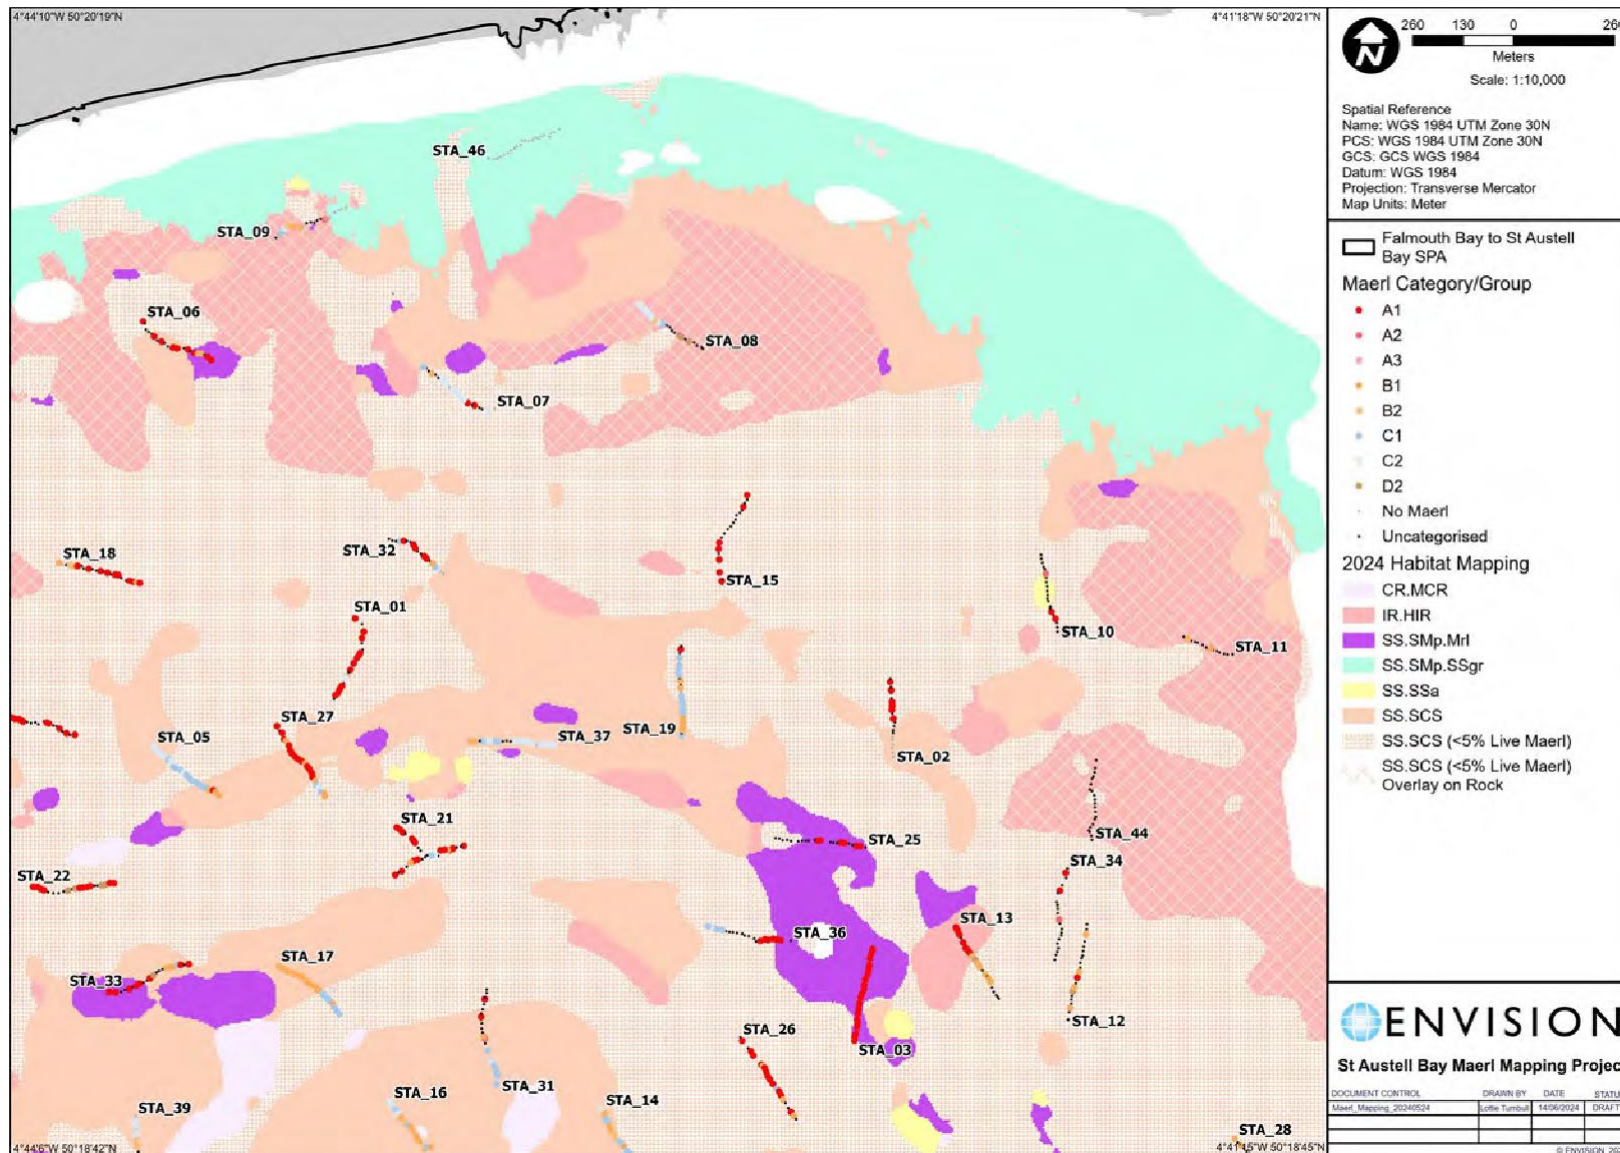 4°44'10"W 50°20'19"N
4°41'18"W 50°20'21"N
STA_46
STA_09
STA_06
STA_08
STA_07
STA_18
STA_32
STA_15
STA_01
STA_10
STA_11
STA_27
STA_05
STA_37
STA_19
STA_02
STA_21
STA_25
STA_44
STA_34
STA_22
STA_13
STA_36
STA_17
STA_33
STA_12
STA_26
STA_03
STA_31
STA_16
STA_14
STA_39
STA_28
4°44'6"W 50°18'42"N
4°41'15"W 50°18'45"N
N
260 130 0 260
Meters
Scale: 1:10,000
Spatial Reference
Name: WGS 1984 UTM Zone 30N
PCS: WGS 1984 UTM Zone 30N
GCS: GCS WGS 1984
Datum: WGS 1984
Projection: Transverse Mercator
Map Units: Meter
Falmouth Bay to St Austell
Bay SPA
Maerl Category/Group
A1
A2
A3
B1
B2
C1
C2
D2
No Maerl
Uncategorised
2024 Habitat Mapping
CR.MCR
IR.HIR
SS.SMp.Mrl
SS.SMp.SSgr
SS.SSa
SS.SCS
SS.SCS (<5% Live Maerl)
SS.SCS (<5% Live Maerl)
Overlay on Rock
ENVISION
St Austell Bay Maerl Mapping Projec
DOCUMENT CONTROL DRAWN BY DATE STATU
Maerl_Mapping_20240524 Lottie Turnbull 14/06/2024 DRAFT
© ENVISION, 202